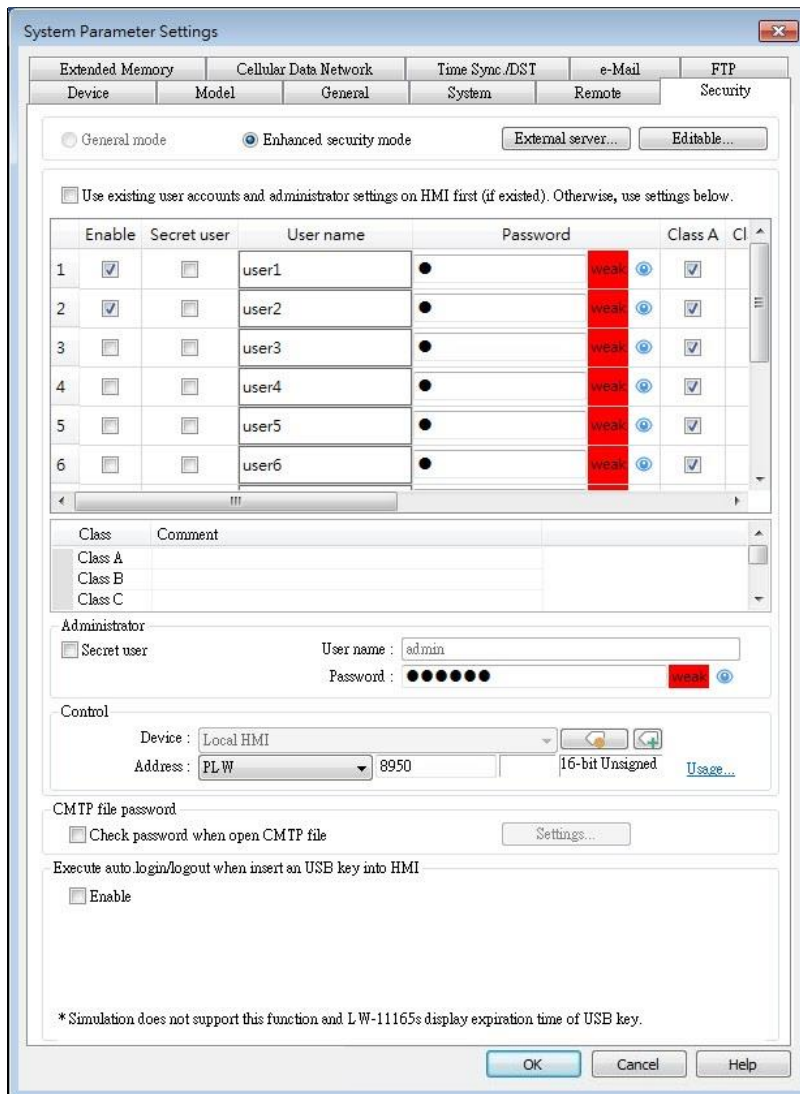 System Parameter Settings
Extended Memory Cellular Data Network Time Sync./DST e-Mail FTP
Device Model General System Remote Security
General mode Enhanced security mode External server... Editable...
Use existing user accounts and administrator settings on HMI first (if existed). Otherwise, use settings below.
Enable Secret user User name Password Class A Cl
1 user1 weak
2 user2 weak
3 user3 weak
4 user4 weak
5 user5 weak
6 user6 weak
Class Comment
Class A
Class B
Class C
Administrator
Secret user User name : admin
Password : weak
Control
Device : Local HMI
Address : PLW 8950 16-bit Unsigned Usage...
CMTP file password
Check password when open CMTP file Settings...
Execute auto.login/logout when insert an USB key into HMI
Enable
* Simulation does not support this function and LW-11165s display expiration time of USB key.
OK Cancel Help